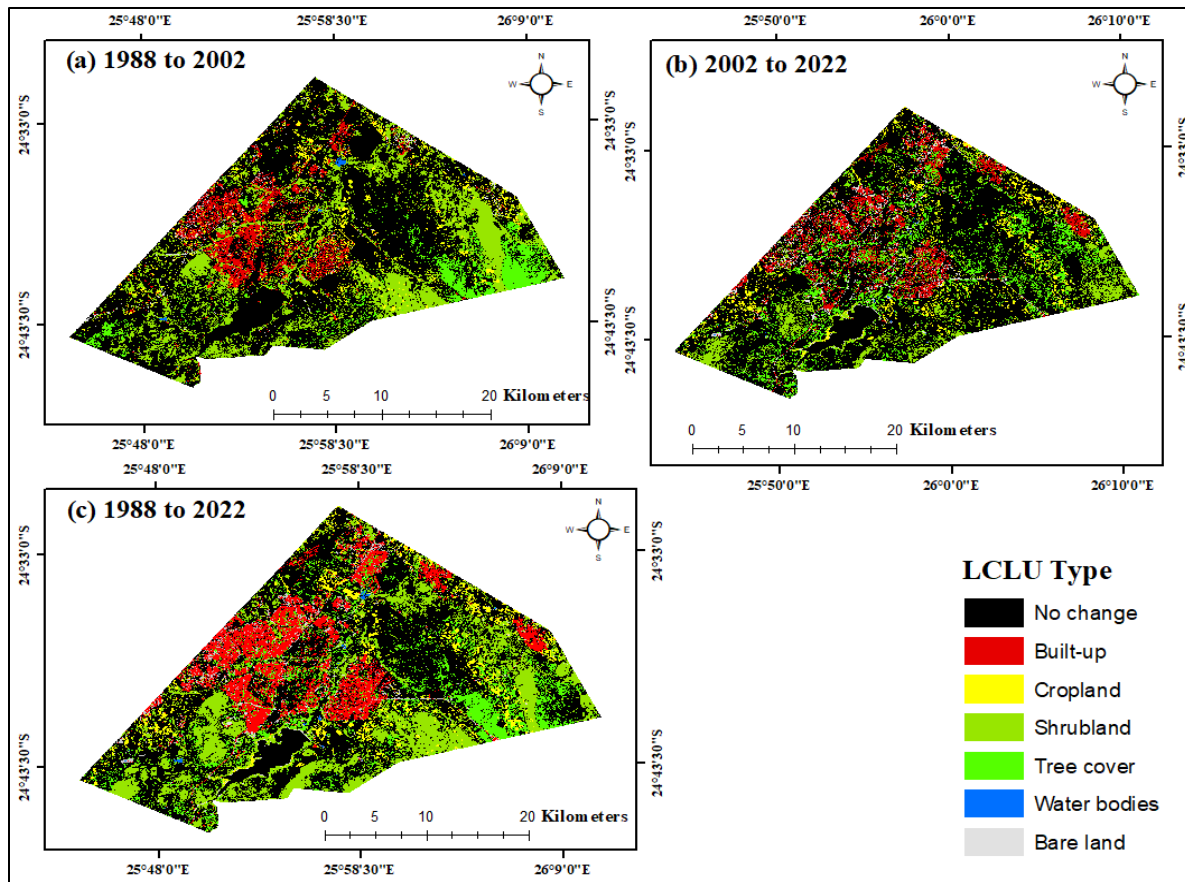 25°48'0"E 25°58'30"E 26°9'0"E
(a) 1988 to 2002
N
W E
S
24°33'0"S
24°33'0"S
24°43'30"S
24°43'30"S
0 5 10 20 Kilometers
25°48'0"E 25°58'30"E 26°9'0"E
25°50'0"E 26°0'0"E 26°10'0"E
(b) 2002 to 2022
N
W E
S
24°33'0"S
24°33'0"S
24°43'30"S
24°43'30"S
0 5 10 20 Kilometers
25°50'0"E 26°0'0"E 26°10'0"E
25°48'0"E 25°58'30"E 26°9'0"E
(c) 1988 to 2022
N
W E
S
24°33'0"S
24°33'0"S
24°43'30"S
24°43'30"S
0 5 10 20 Kilometers
25°48'0"E 25°58'30"E 26°9'0"E
LCLU Type
No change
Built-up
Cropland
Shrubland
Tree cover
Water bodies
Bare land